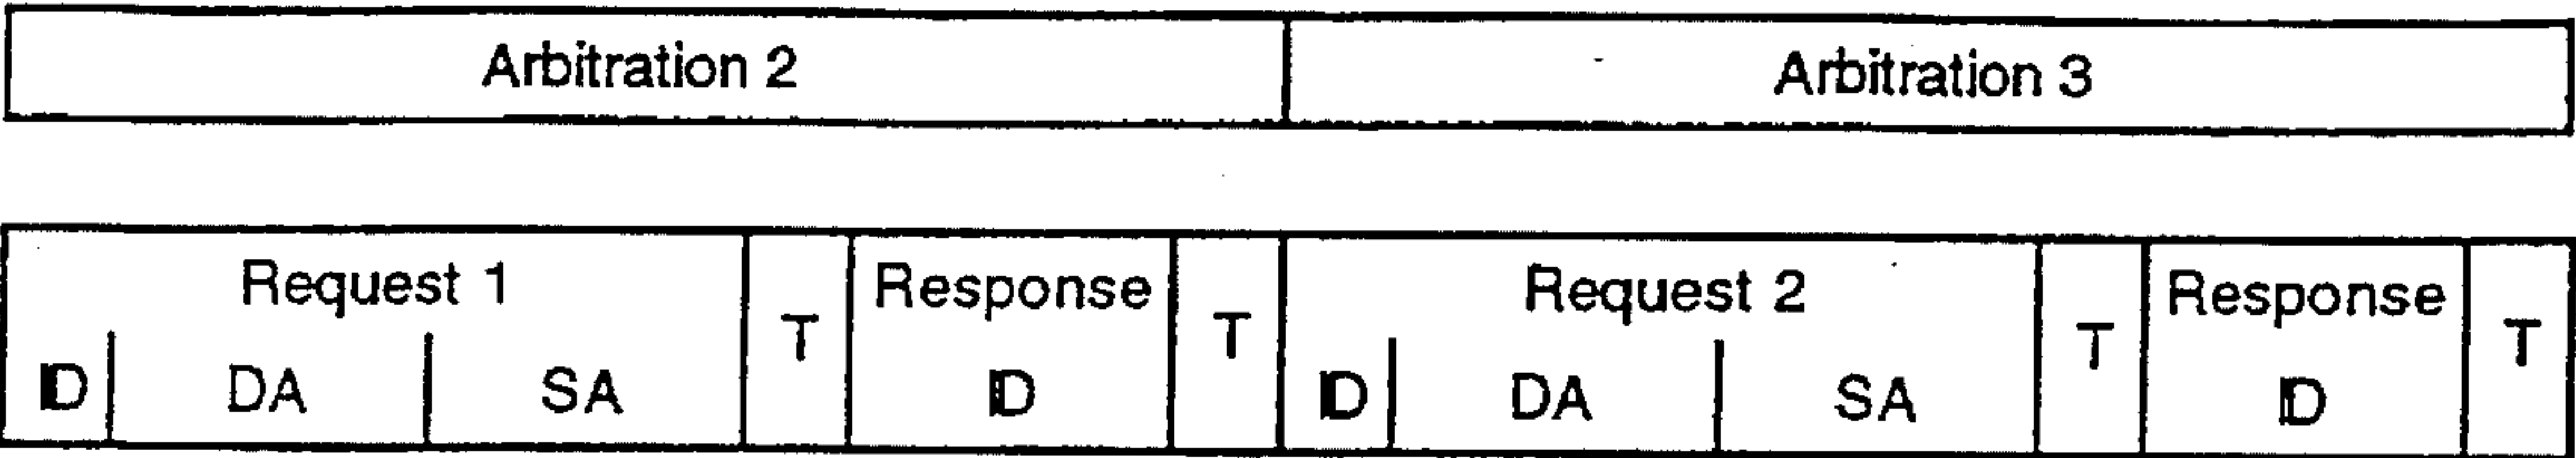 Arbitration 2 Arbitration 3
Request 1 T Response T Request 2 T Response T
ID DA SA ID ID DA SA ID